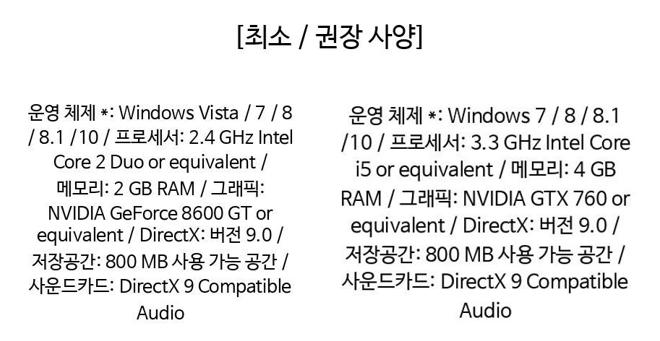 [최소 / 권장 사양]
운영 체제 *: Windows Vista / 7 / 8
/ 8.1 /10 / 프로세서: 2.4 GHz Intel
Core 2 Duo or equivalent /
메모리: 2 GB RAM / 그래픽:
NVIDIA GeForce 8600 GT or
equivalent / DirectX: 버전 9.0 /
저장공간: 800 MB 사용 가능 공간 /
사운드카드: DirectX 9 Compatible
Audio
운영 체제 *: Windows 7 / 8 / 8.1
/10 / 프로세서: 3.3 GHz Intel Core
i5 or equivalent / 메모리: 4 GB
RAM / 그래픽: NVIDIA GTX 760 or
equivalent / DirectX: 버전 9.0 /
저장공간: 800 MB 사용 가능 공간 /
사운드카드: DirectX 9 Compatible
Audio